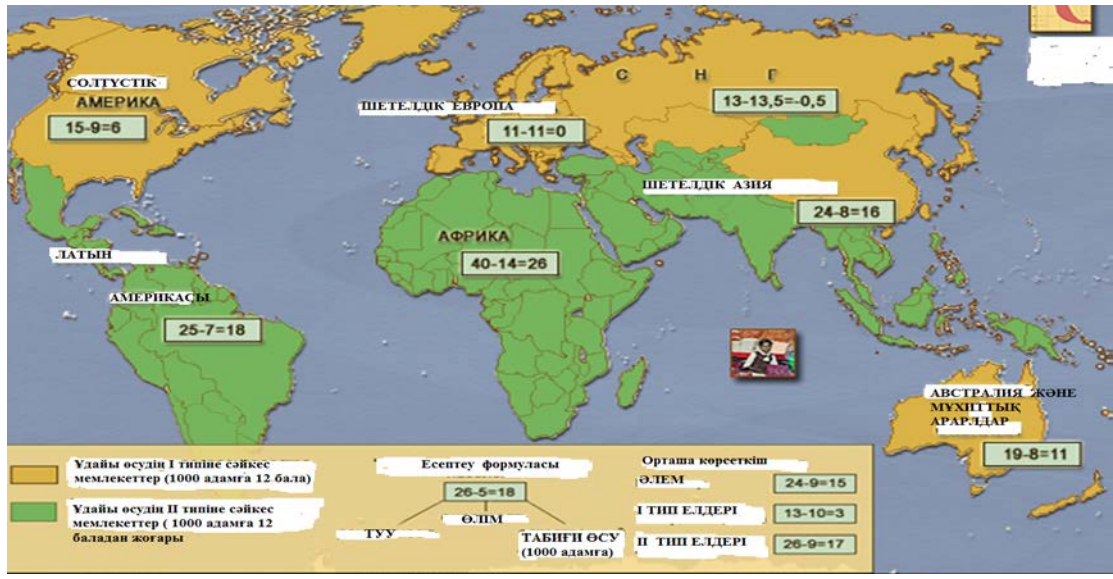 СОЛТҮСТІК
АМЕРИКА
15-9=6
ШЕТЕЛДІК ЕВРОПА
11-11=0
С Н Г
13-13,5=-0,5
ШЕТЕЛДІК АЗИЯ
24-8=16
АФРИКА
40-14=26
ЛАТЫН
АМЕРИКАСЫ
25-7=18
АВСТРАЛИЯ ЖӘНЕ
МҰХИТТЫҚ
АРАРЛДАР
19-8=11
Ұдайы өсудің І типіне сәйкес
мемлекеттер (1000 адамға 12 бала)
Ұдайы өсудің ІІ типіне сәйкес
мемлекеттер ( 1000 адамға 12
баладан жоғары
Есептеу формуласы
26-5=18
ТУУ
ӨЛІМ
ТАБИҒИ ӨСУ
(1000 адамға)
Орташа көрсеткіш
ӘЛЕМ
24-9=15
І ТИП ЕЛДЕРІ
13-10=3
ІІ ТИП ЕЛДЕРІ
26-9=17